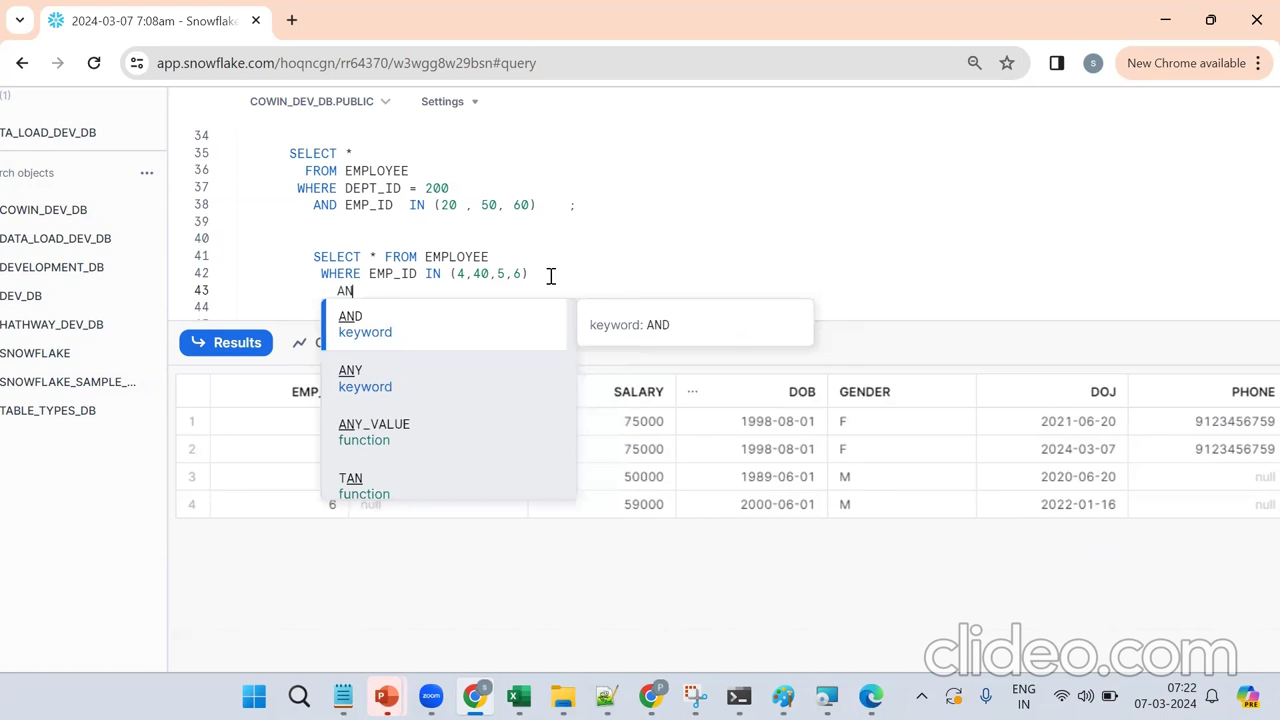 2024-03-07 7:08am - Snowflake
app.snowflake.com/hoqncgn/rr64370/w3wgg8w29bsn#query
New Chrome available
(1)
COWIN_DEV_DB.PUBLIC
Settings
TA_LOAD_DEV_DB
rch objects
COWIN_DEV_DB
DATA_LOAD_DEV_DB
DEVELOPMENT_DB
DEV_DB
HATHWAY_DEV_DB
SNOWFLAKE
SNOWFLAKE_SAMPLE_...
TABLE_TYPES_DB
34
35 SELECT *
36 FROM EMPLOYEE
37 WHERE DEPT_ID = 200
38 AND EMP_ID IN (20 , 50, 60) ;
39
40
41 SELECT * FROM EMPLOYEE
42 WHERE EMP_ID IN (4,40,5,6)
43 AN
44
AND
keyword
keyword: AND
ANY
keyword
ANY_VALUE
function
TAN
function
Results
EMP_ SALARY ... DOB GENDER DOJ PHONE
1 75000 1998-08-01 F 2021-06-20 9123456759
2 75000 1998-08-01 F 2024-03-07 9123456759
3 50000 1989-06-01 M 2020-06-20 null
4 6 null 59000 2000-06-01 M 2022-01-16 null
clideo.com
zoom
ENG
IN
07:22
07-03-2024
PRE